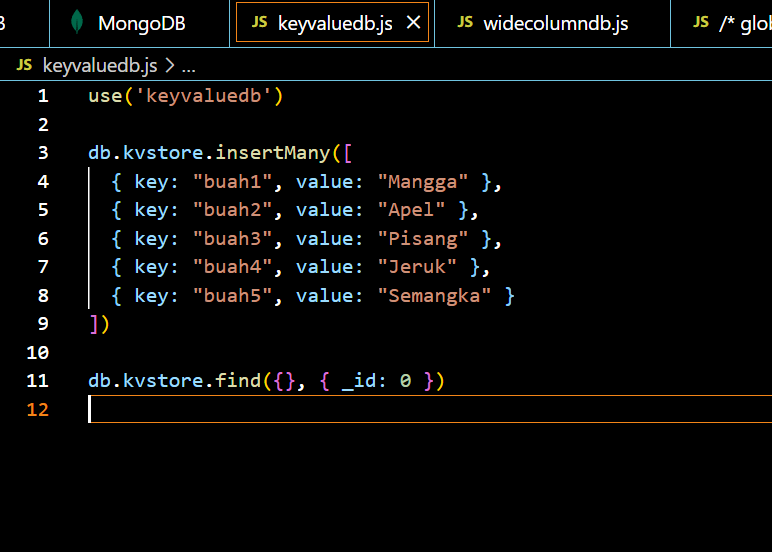 B MongoDB JS keyvaluedb.js × JS widecolumndb.js JS /* glob
JS keyvaluedb.js > ...
1 use('keyvaluedb')
2
3 db.kvstore.insertMany([
4 { key: "buah1", value: "Mangga" },
5 { key: "buah2", value: "Apel" },
6 { key: "buah3", value: "Pisang" },
7 { key: "buah4", value: "Jeruk" },
8 { key: "buah5", value: "Semangka" }
9 ])
10
11 db.kvstore.find({}, { _id: 0 })
12